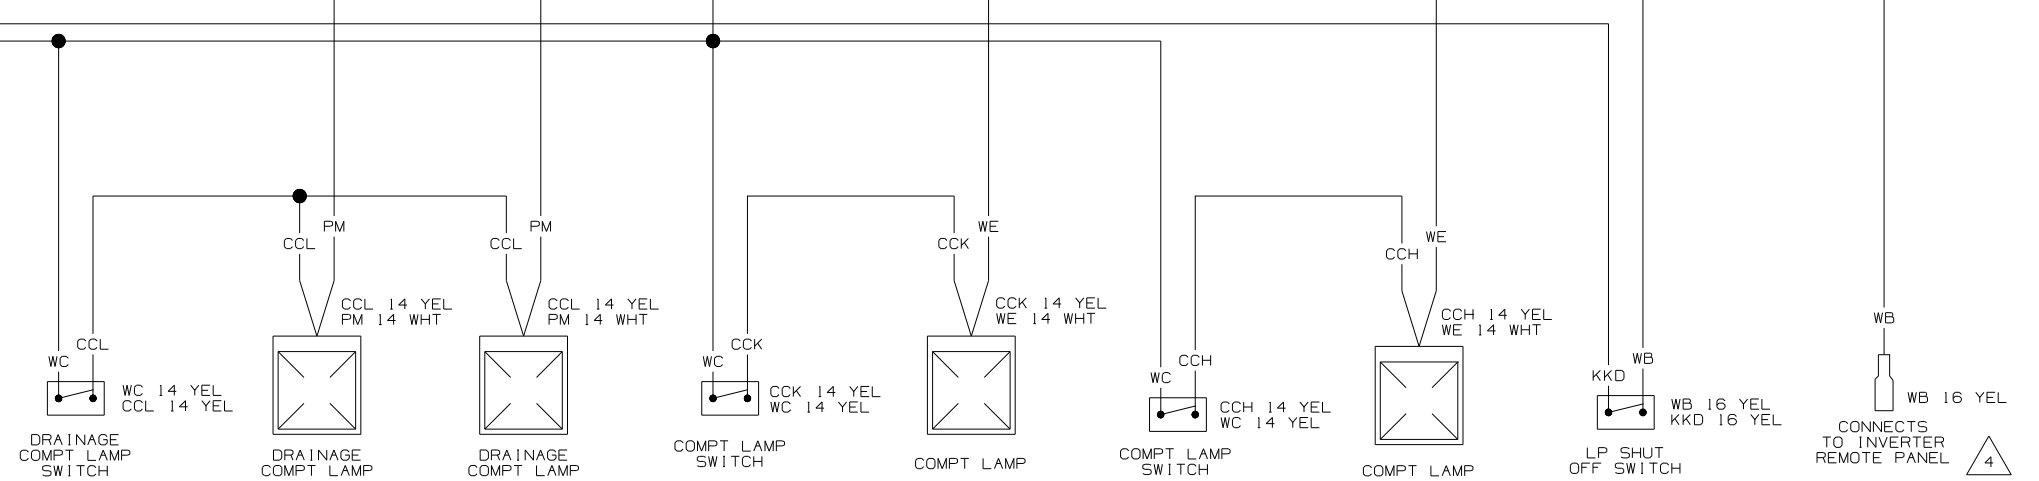 WC
CCL
WC 14 YEL
CCL 14 YEL
DRAINAGE
COMPT LAMP
SWITCH
CCL
PM
CCL 14 YEL
PM 14 WHT
DRAINAGE
COMPT LAMP
CCL
PM
CCL 14 YEL
PM 14 WHT
DRAINAGE
COMPT LAMP
WC
CCK
CCK 14 YEL
WC 14 YEL
COMPT LAMP
SWITCH
CCK
WE
CCK 14 YEL
WE 14 WHT
COMPT LAMP
WC
CCH
CCH 14 YEL
WC 14 YEL
COMPT LAMP
SWITCH
CCH
WE
CCH 14 YEL
WE 14 WHT
COMPT LAMP
KKD
WB
WB 16 YEL
KKD 16 YEL
LP SHUT
OFF SWITCH
WB
WB 16 YEL
CONNECTS
TO INVERTER
REMOTE PANEL
4